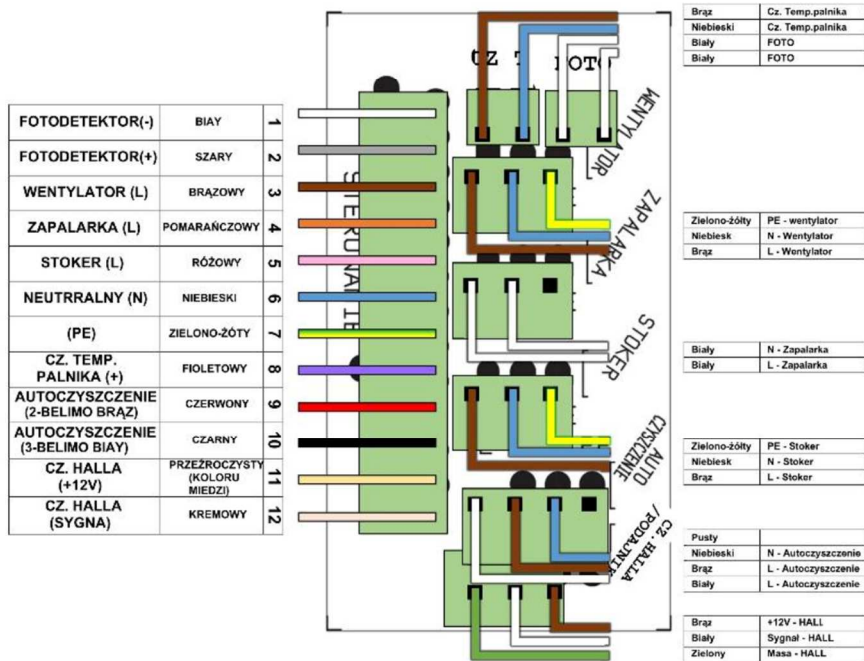 Brąz Cz. Temp.palnika
Niebieski Cz. Temp.palnika
Biały FOTO
Biały FOTO
FOTO
WENTYLATOR
ZAPALARKA
STOKER
AUTO
CZYSZCZENIE
CZ. HALLA
/PODAJNIK
FOTODETEKTOR(-) BIAY 1
FOTODETEKTOR(+) SZARY 2
WENTYLATOR (L) BRĄZOWY 3
ZAPALARKA (L) POMARAŃCZOWY 4
STOKER (L) RÓŻOWY 5
NEUTRRALNY (N) NIEBIESKI 6
(PE) ZIELONO-ŻÓTY 7
CZ. TEMP.
PALNIKA (+) FIOLETOWY 8
AUTOCZYSZCZENIE
(2-BELIMO BRĄZ) CZERWONY 9
AUTOCZYSZCZENIE
(3-BELIMO BIAY) CZARNY 10
CZ. HALLA
(+12V) PRZEŹROCZYSTY
(KOLORU
MIEDZI) 11
CZ. HALLA
(SYGNA) KREMOWY 12
Zielono-żółty PE - wentylator
Niebiesk N - Wentylator
Brąz L - Wentylator
Biały N - Zapalarka
Biały L - Zapalarka
Zielono-żółty PE - Stoker
Niebiesk N - Stoker
Brąz L - Stoker
Pusty
Niebieski N - Autoczyszczenie
Brąz L - Autoczyszczenie
Biały L - Autoczyszczenie
Brąz +12V - HALL
Biały Sygnał - HALL
Zielony Masa - HALL